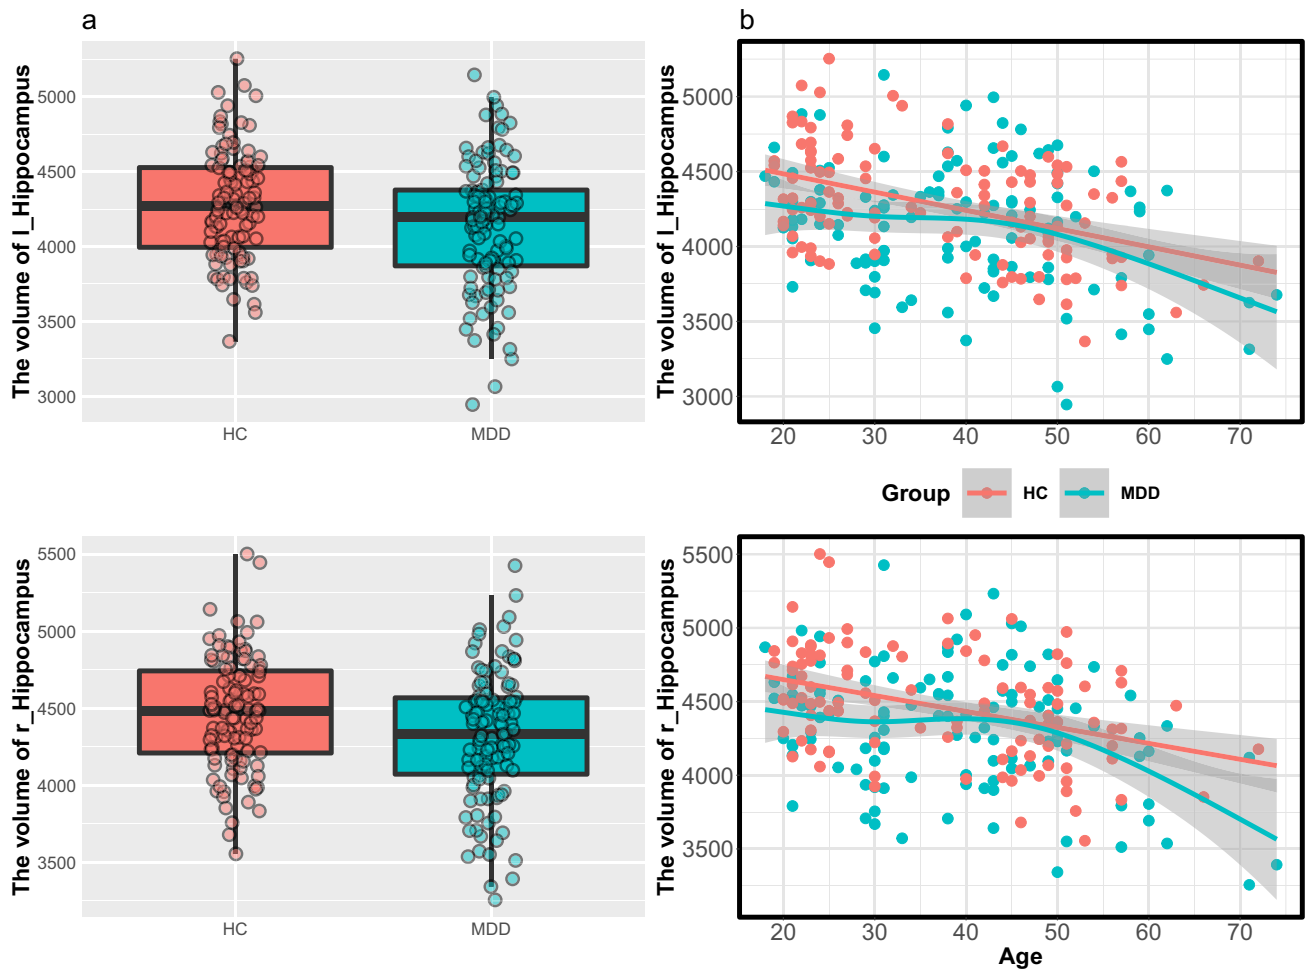 a
The volume of l_Hippocampus
5000
4500
4000
3500
3000
HC
MDD
b
The volume of l_Hippocampus
5000
4500
4000
3500
3000
20
30
40
50
60
70
Group
HC
MDD
The volume of r_Hippocampus
5500
5000
4500
4000
3500
HC
MDD
The volume of r_Hippocampus
5500
5000
4500
4000
3500
20
30
40
50
60
70
Age